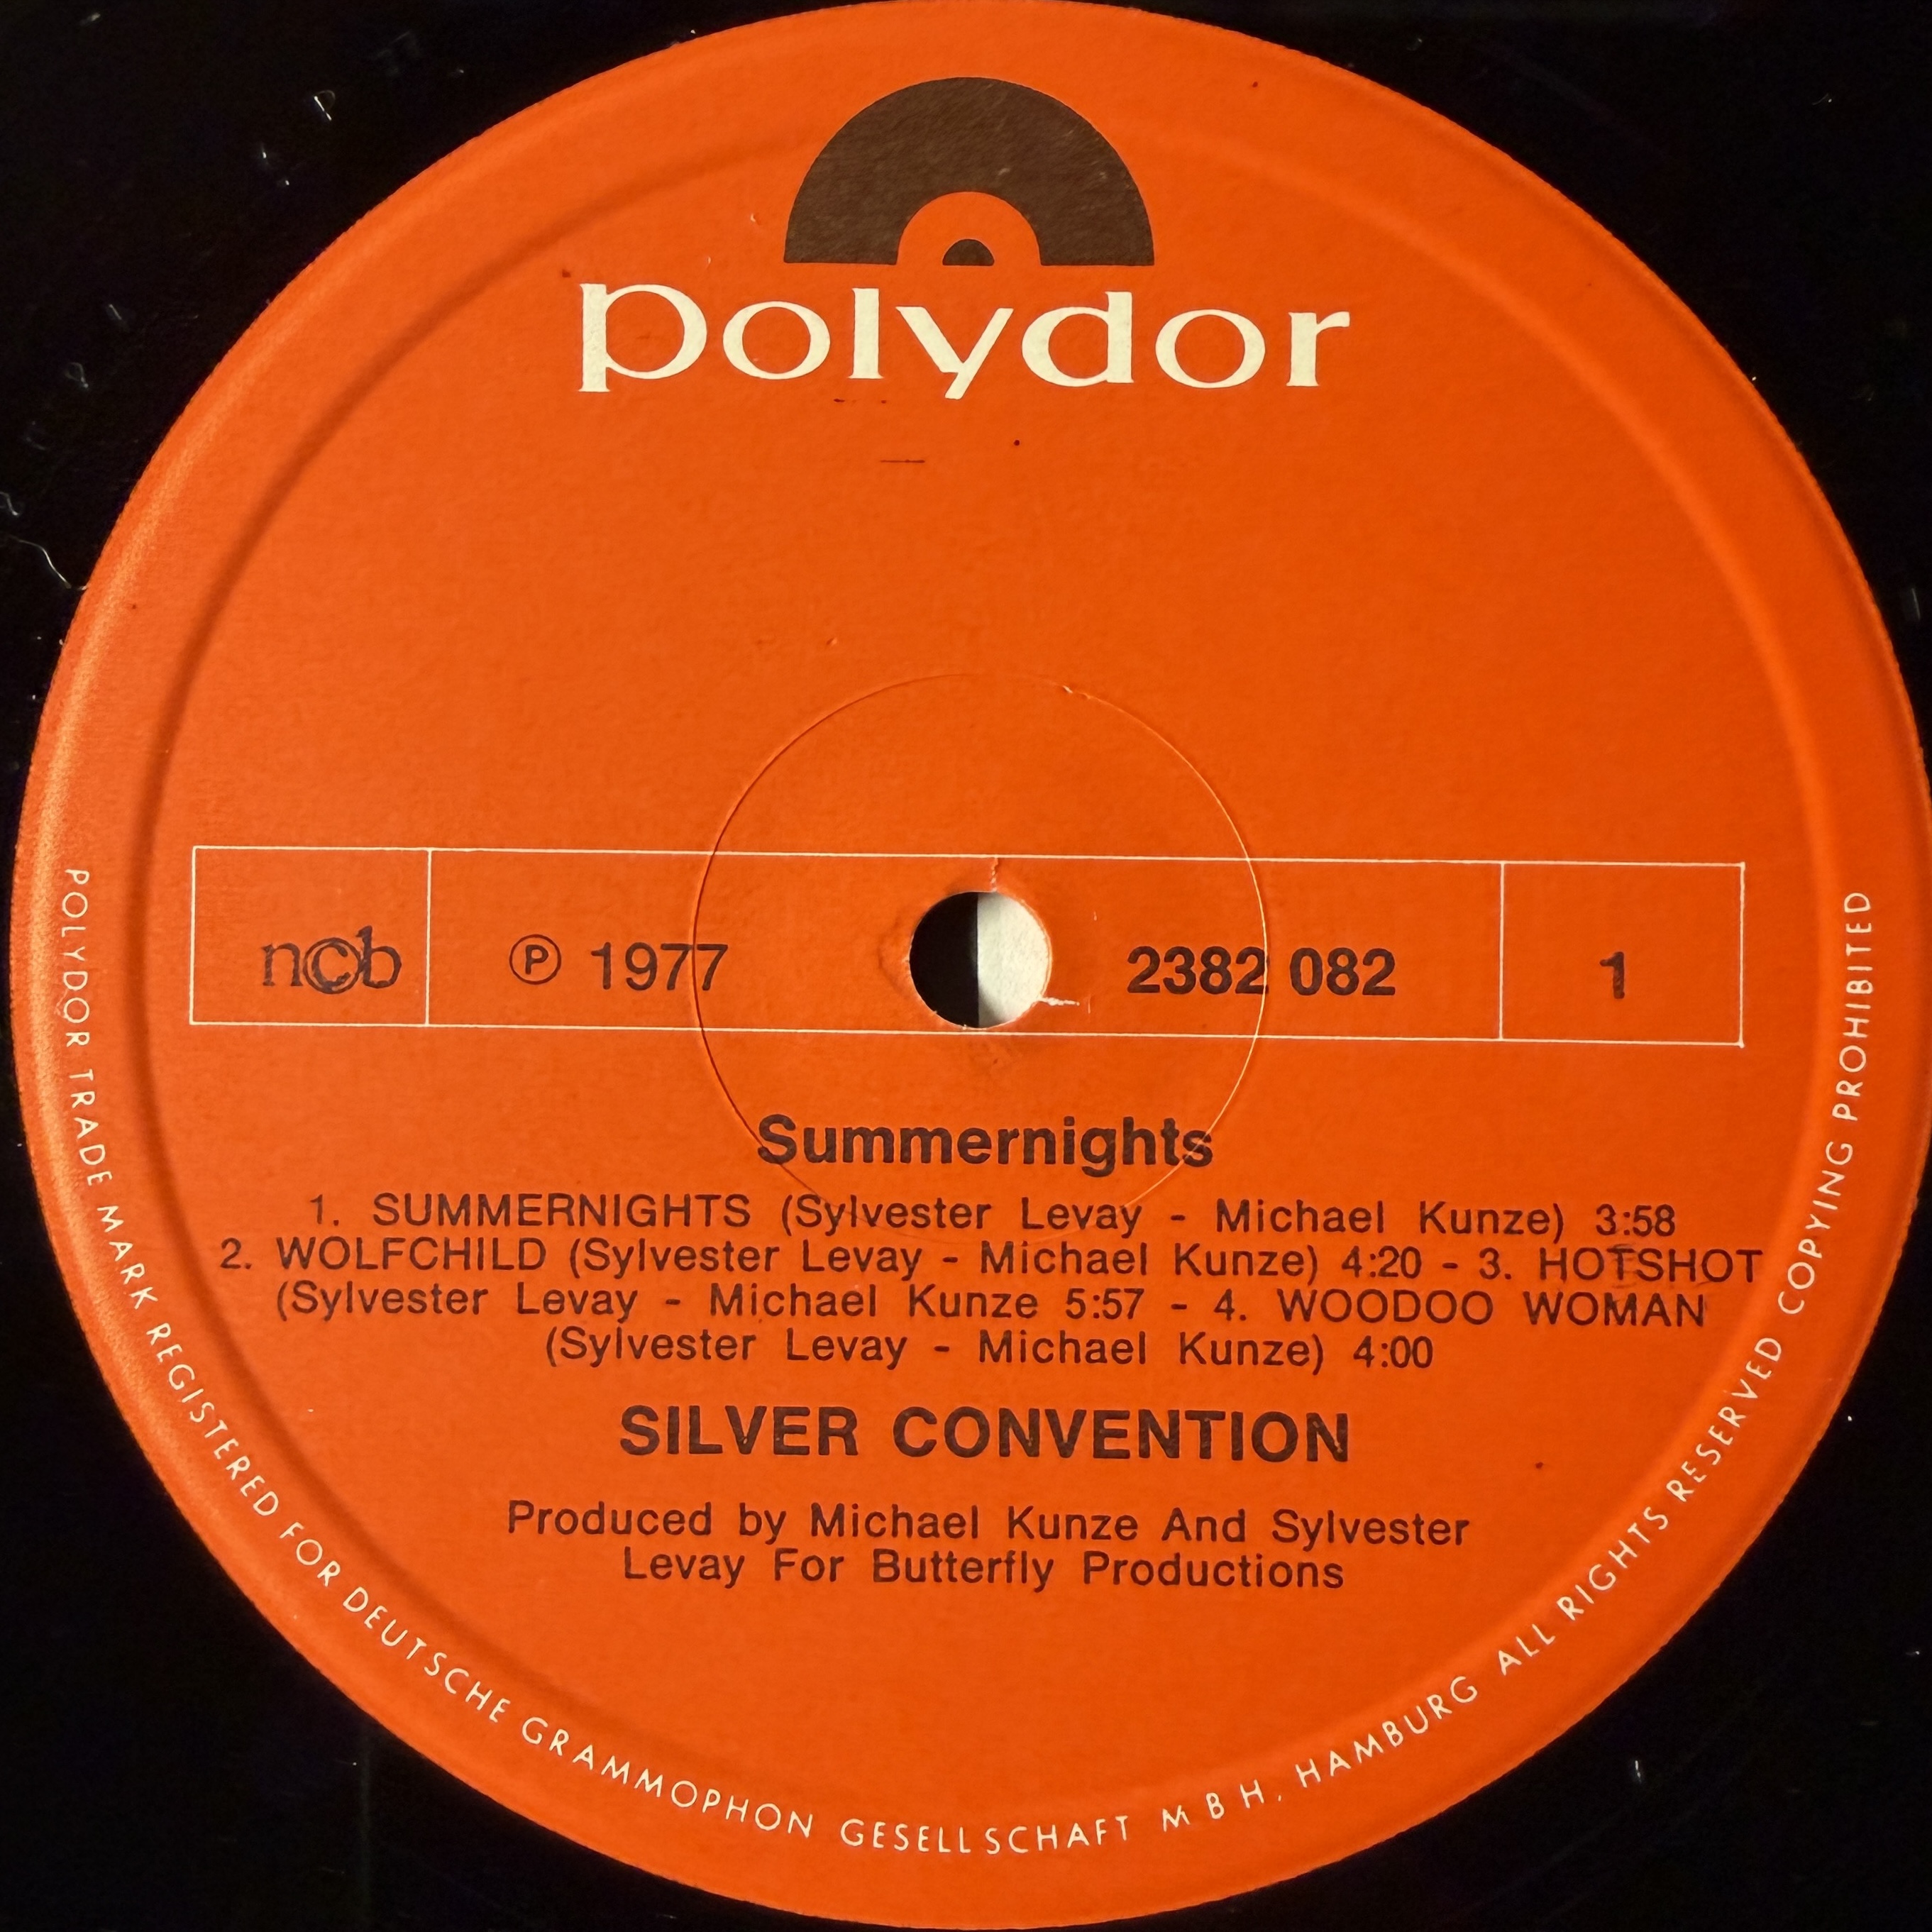 polydor
n©b
℗ 1977
2382 082
1
Summernights
1. SUMMERNIGHTS (Sylvester Levay - Michael Kunze) 3:58
2. WOLFCHILD (Sylvester Levay - Michael Kunze) 4:20 - 3. HOTSHOT
(Sylvester Levay - Michael Kunze 5:57 - 4. WOODOO WOMAN
(Sylvester Levay - Michael Kunze) 4:00
SILVER CONVENTION
Produced by Michael Kunze And Sylvester
Levay For Butterfly Productions
POLYDOR TRADE MARK REGISTERED FOR DEUTSCHE GRAMMOPHON GESELLSCHAFT M B H. HAMBURG ALL RIGHTS RESERVED COPYING PROHIBITED